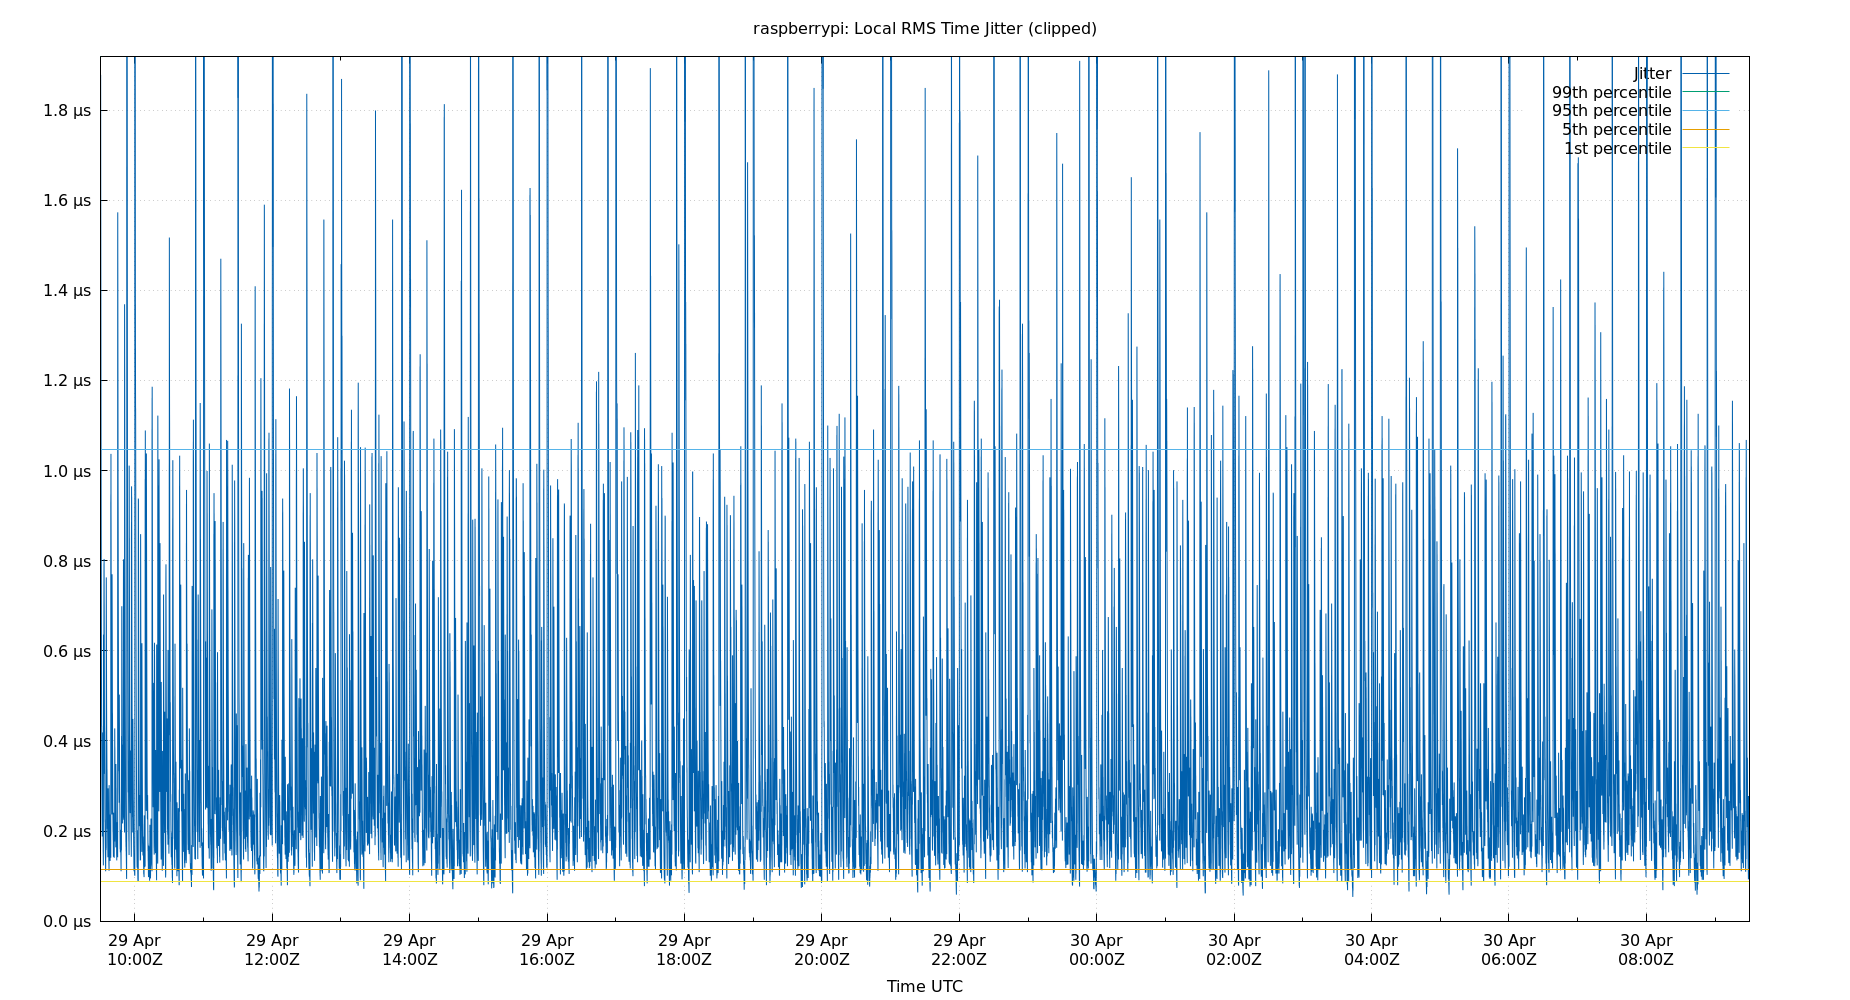 raspberrypi: Local RMS Time Jitter (clipped)
Jitter
99th percentile
95th percentile
5th percentile
1st percentile
1.8 µs
1.6 µs
1.4 µs
1.2 µs
1.0 µs
0.8 µs
0.6 µs
0.4 µs
0.2 µs
0.0 µs
29 Apr 29 Apr 29 Apr 29 Apr 29 Apr 29 Apr 29 Apr 30 Apr 30 Apr 30 Apr 30 Apr 30 Apr
10:00Z 12:00Z 14:00Z 16:00Z 18:00Z 20:00Z 22:00Z 00:00Z 02:00Z 04:00Z 06:00Z 08:00Z
Time UTC